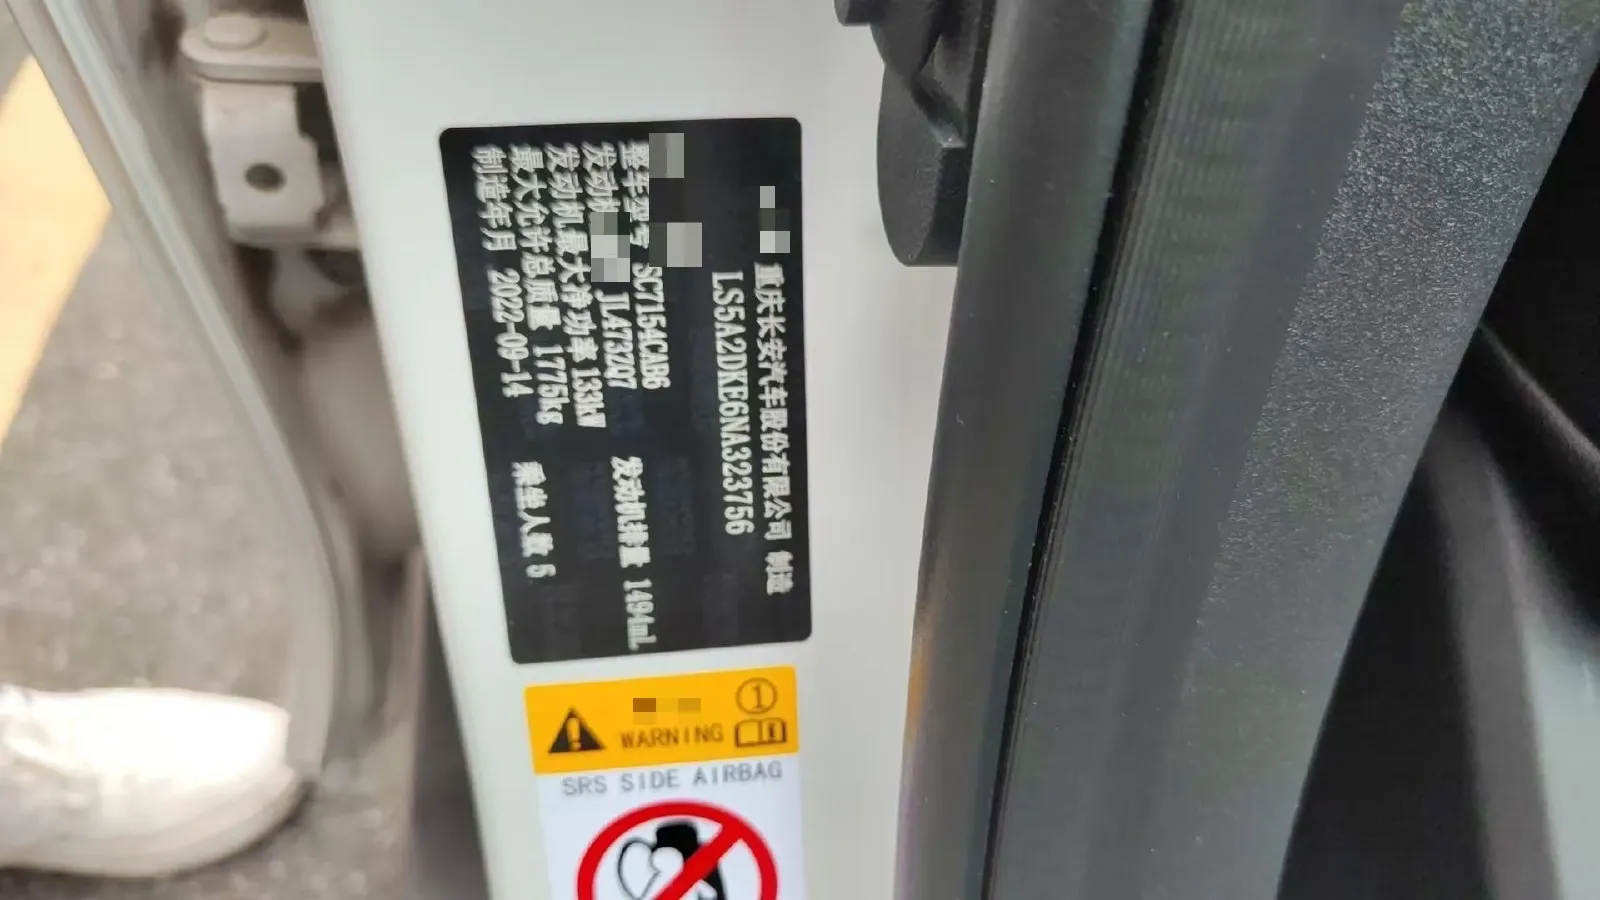 重庆长安汽车股份有限公司 制造
LS5A2DKE6NA323756
整车型号 SC7154CAB6
发动机 JL473ZQ7 发动机排量 1494mL
发动机最大净功率 133kW
最大允许总质量 1775kg 乘坐人数 5
制造年月 2022-09-14
1
WARNING
SRS SIDE AIRBAG